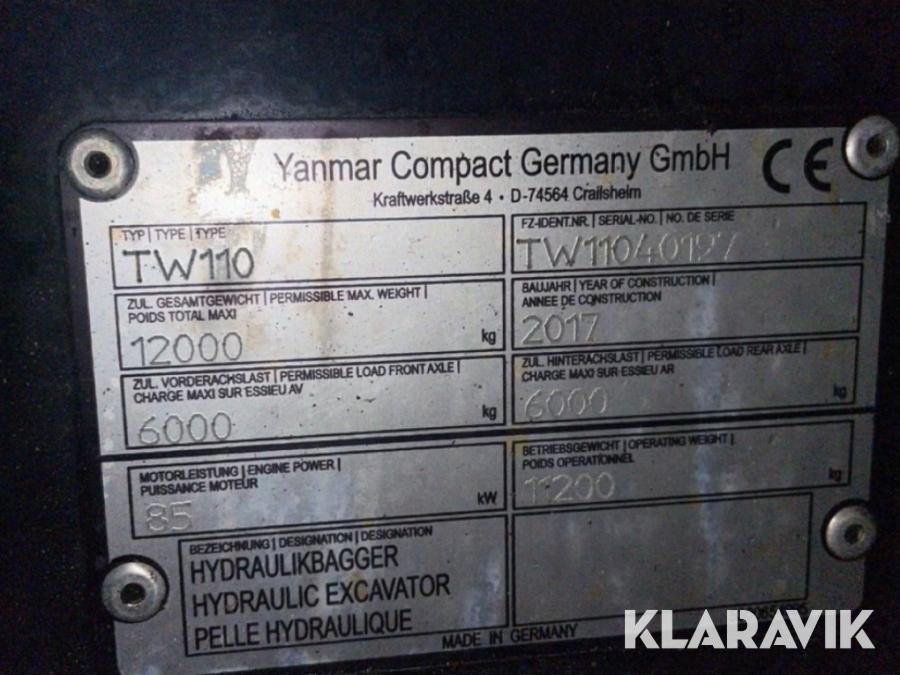 Yanmar Compact Germany GmbH CE
Kraftwerkstraße 4 • D-74564 Crailsheim
TYP | TYPE | TYPE
TW110
FZ-IDENT.NR. | SERIAL-NO. | NO. DE SERIE
TW11040197
ZUL. GESAMTGEWICHT | PERMISSIBLE MAX. WEIGHT |
POIDS TOTAL MAXI
12000 kg
BAUJAHR | YEAR OF CONSTRUCTION |
ANNEE DE CONSTRUCTION
2017
ZUL. VORDERACHSLAST | PERMISSIBLE LOAD FRONT AXLE |
CHARGE MAXI SUR ESSIEU AV
6000 kg
ZUL. HINTERACHSLAST | PERMISSIBLE LOAD REAR AXLE |
CHARGE MAXI SUR ESSIEU AR
6000 kg
MOTORLEISTUNG | ENGINE POWER |
PUISSANCE MOTEUR
85 kW
BETRIEBSGEWICHT | OPERATING WEIGHT |
POIDS OPERATIONNEL
11200 kg
BEZEICHNUNG | DESIGNATION | DESIGNATION
HYDRAULIKBAGGER
HYDRAULIC EXCAVATOR
PELLE HYDRAULIQUE
MADE IN GERMANY
KLARAVIK